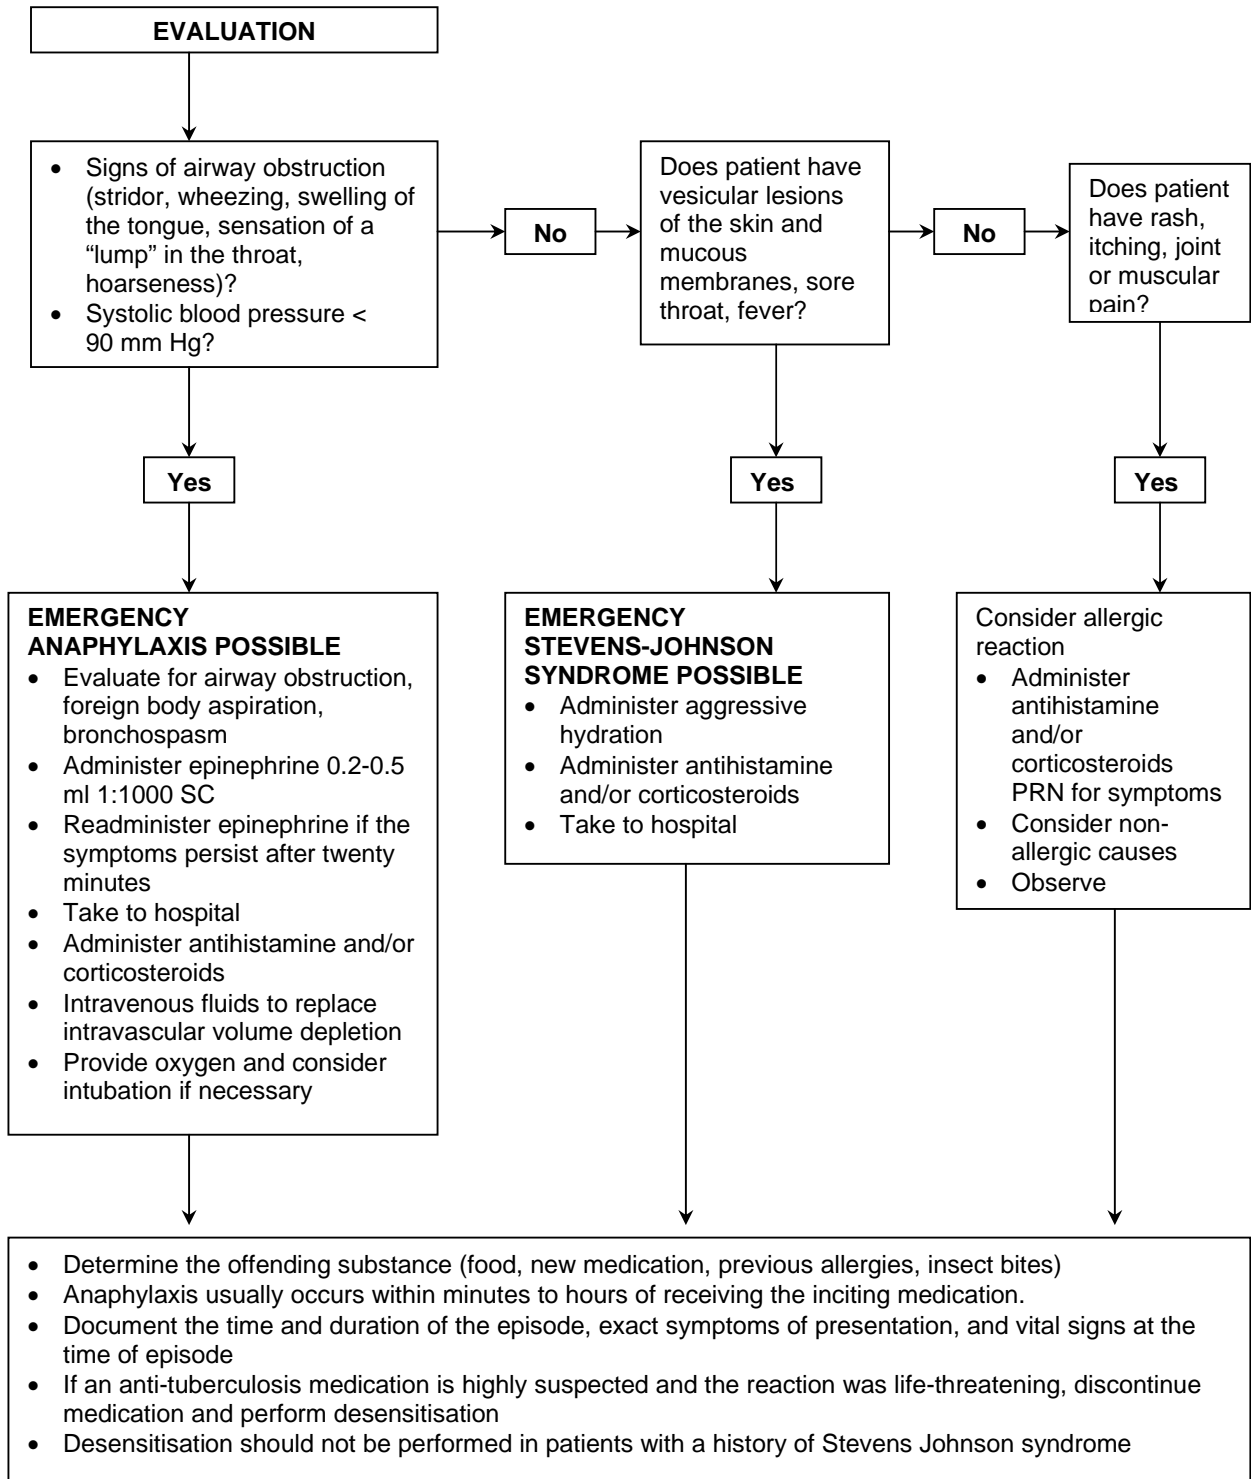 EVALUATION
• Signs of airway obstruction
(stridor, wheezing, swelling of
the tongue, sensation of a
“lump” in the throat,
hoarseness)?
• Systolic blood pressure <
90 mm Hg?
No
Does patient have
vesicular lesions
of the skin and
mucous
membranes, sore
throat, fever?
No
Does patient
have rash,
itching, joint
or muscular
pain?
Yes
Yes
Yes
EMERGENCY
ANAPHYLAXIS POSSIBLE
• Evaluate for airway obstruction,
foreign body aspiration,
bronchospasm
• Administer epinephrine 0.2-0.5
ml 1:1000 SC
• Readminister epinephrine if the
symptoms persist after twenty
minutes
• Take to hospital
• Administer antihistamine and/or
corticosteroids
• Intravenous fluids to replace
intravascular volume depletion
• Provide oxygen and consider
intubation if necessary
EMERGENCY
STEVENS-JOHNSON
SYNDROME POSSIBLE
• Administer aggressive
hydration
• Administer antihistamine
and/or corticosteroids
• Take to hospital
Consider allergic
reaction
• Administer
antihistamine
and/or
corticosteroids
PRN for symptoms
• Consider non-
allergic causes
• Observe
• Determine the offending substance (food, new medication, previous allergies, insect bites)
• Anaphylaxis usually occurs within minutes to hours of receiving the inciting medication.
• Document the time and duration of the episode, exact symptoms of presentation, and vital signs at the
time of episode
• If an anti-tuberculosis medication is highly suspected and the reaction was life-threatening, discontinue
medication and perform desensitisation
• Desensitisation should not be performed in patients with a history of Stevens Johnson syndrome